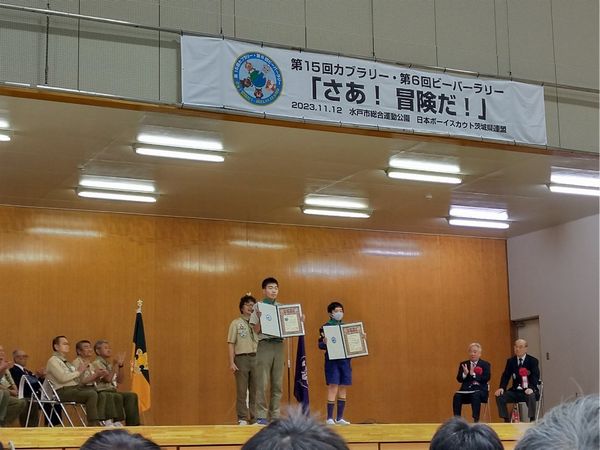 第15回カブラリー・第6回ビーバーラリー
「さあ！冒険だ！」
2023.11.12 水戸市総合運動公園 日本ボーイスカウト茨城県連盟